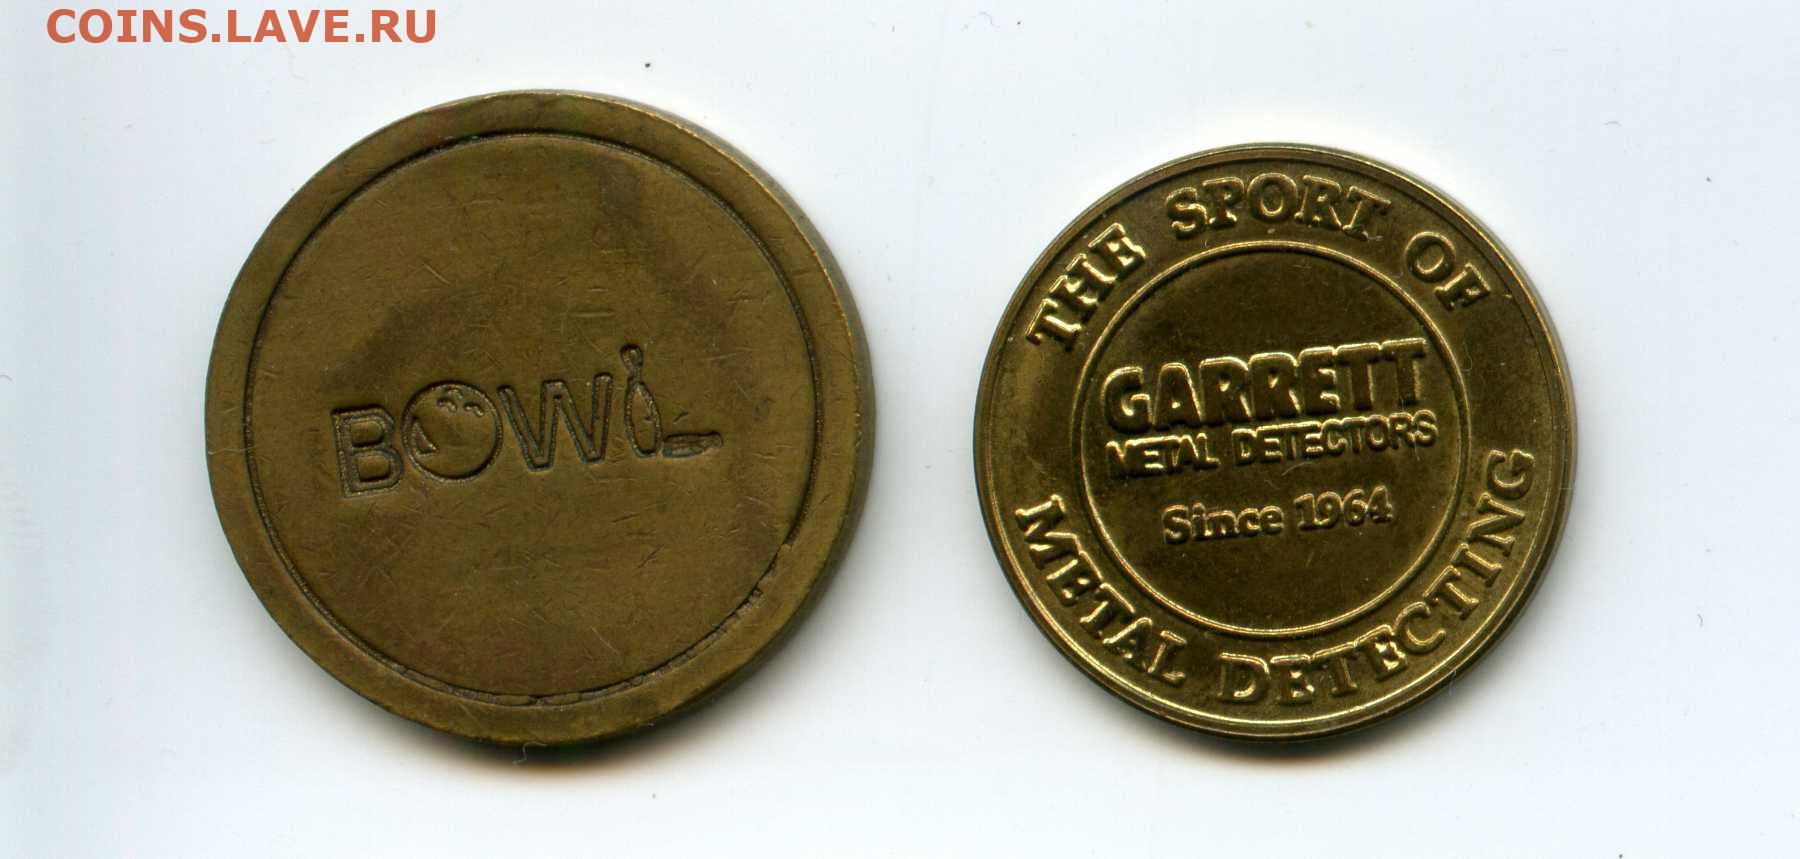 COINS.LAVE.RU
BOWL
THE SPORT OF
GARRETT
METAL DETECTORS
Since 1964
METAL DETECTING